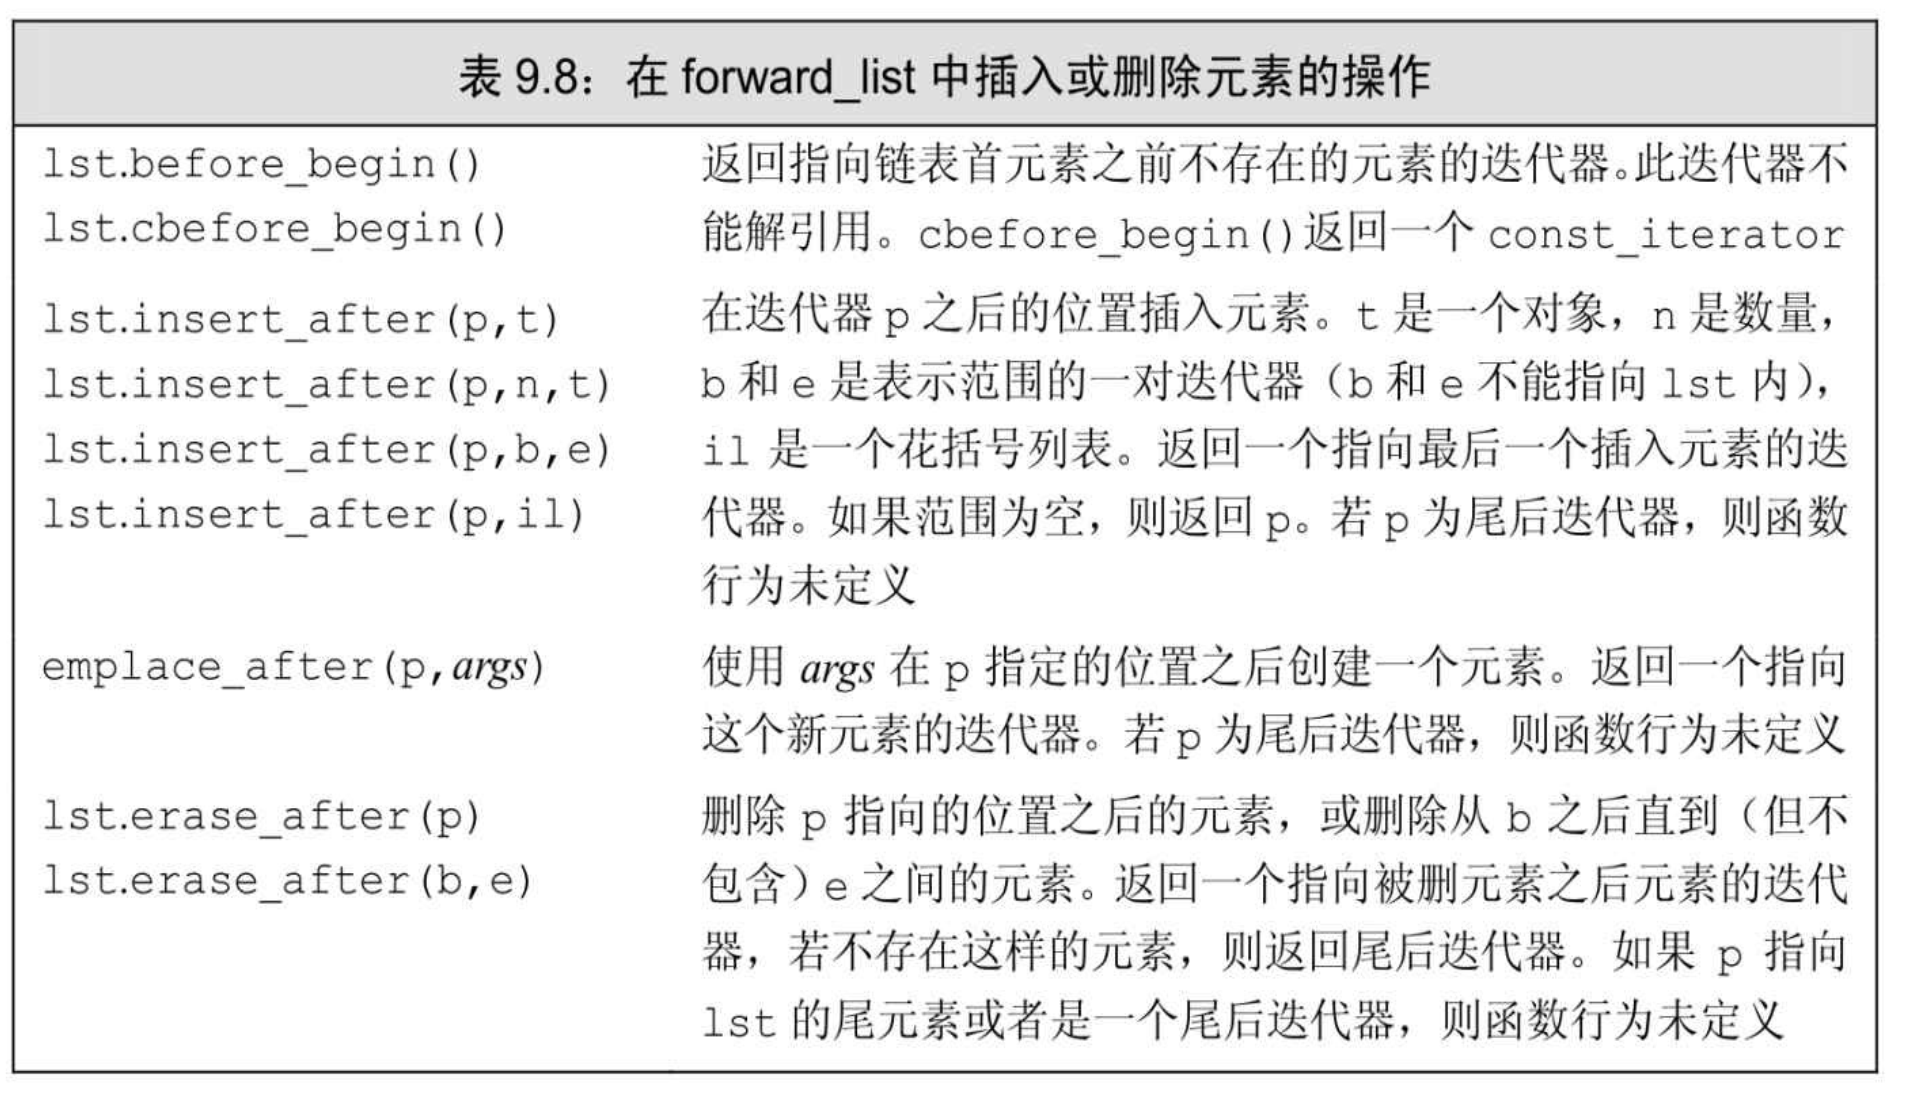 表 9.8：在 forward_list 中插入或删除元素的操作
lst.before_begin() 返回指向链表首元素之前不存在的元素的迭代器。此迭代器不
lst.cbefore_begin() 能解引用。cbefore_begin()返回一个 const_iterator
lst.insert_after(p,t) 在迭代器 p 之后的位置插入元素。t 是一个对象，n 是数量，
lst.insert_after(p,n,t) b 和 e 是表示范围的一对迭代器（b 和 e 不能指向 lst 内），
lst.insert_after(p,b,e) il 是一个花括号列表。返回一个指向最后一个插入元素的迭
lst.insert_after(p,il) 代器。如果范围为空，则返回 p。若 p 为尾后迭代器，则函数
行为未定义
emplace_after(p,args) 使用 args 在 p 指定的位置之后创建一个元素。返回一个指向
这个新元素的迭代器。若 p 为尾后迭代器，则函数行为未定义
lst.erase_after(p) 删除 p 指向的位置之后的元素，或删除从 b 之后直到（但不
lst.erase_after(b,e) 包含）e 之间的元素。返回一个指向被删元素之后元素的迭代
器，若不存在这样的元素，则返回尾后迭代器。如果 p 指向
lst 的尾元素或者是一个尾后迭代器，则函数行为未定义